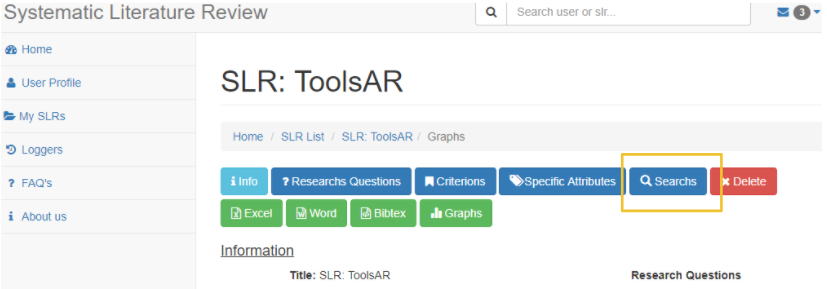 Systematic Literature Review
Search user or slr...
3
Home
User Profile
My SLRs
Loggers
FAQ's
About us
SLR: ToolsAR
Home / SLR List / SLR: ToolsAR / Graphs
Info
? Researchs Questions
Criterions
Specific Attributes
Searchs
Delete
Excel
Word
Bibtex
Graphs
Information
Title: SLR: ToolsAR
Research Questions